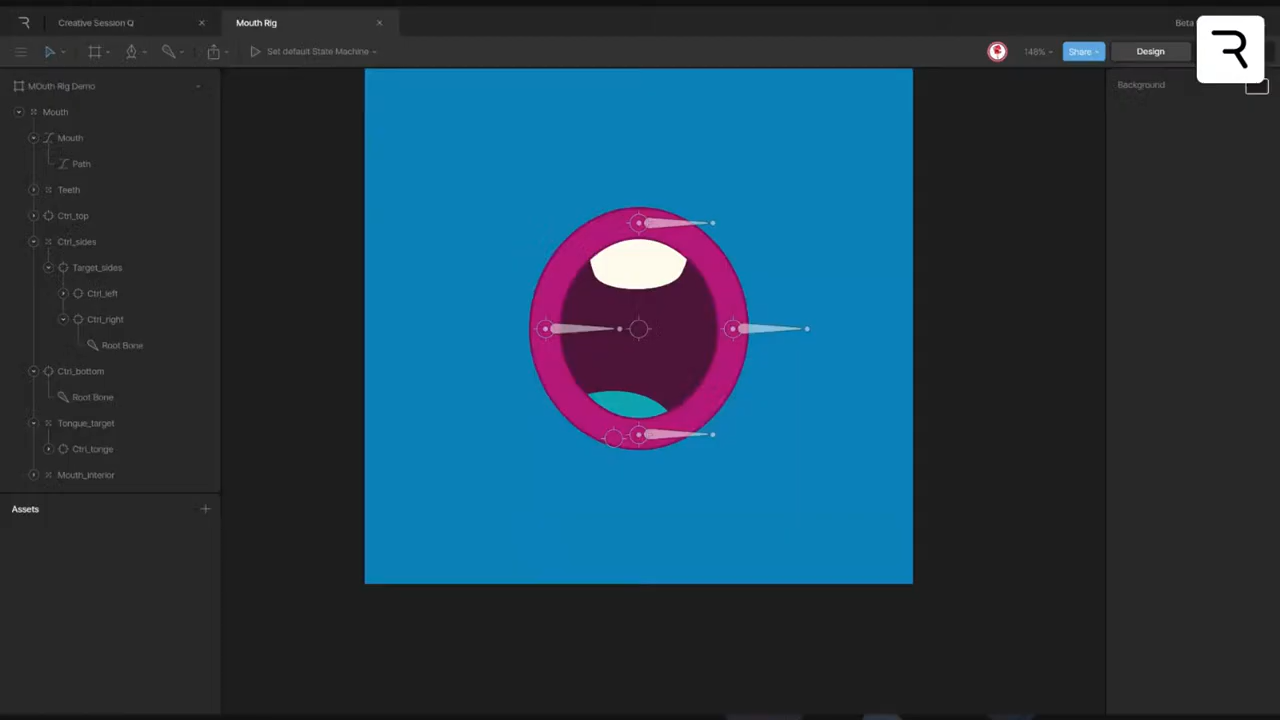 Creative Session Q
Mouth Rig
Beta
Set default State Machine
148%
Share
Design
MOuth Rig Demo
Background
Mouth
Mouth
Path
Teeth
Ctrl_top
Ctrl_sides
Target_sides
Ctrl_left
Ctrl_right
Root Bone
Ctrl_bottom
Root Bone
Tongue_target
Ctrl_tonge
Mouth_Interior
Assets